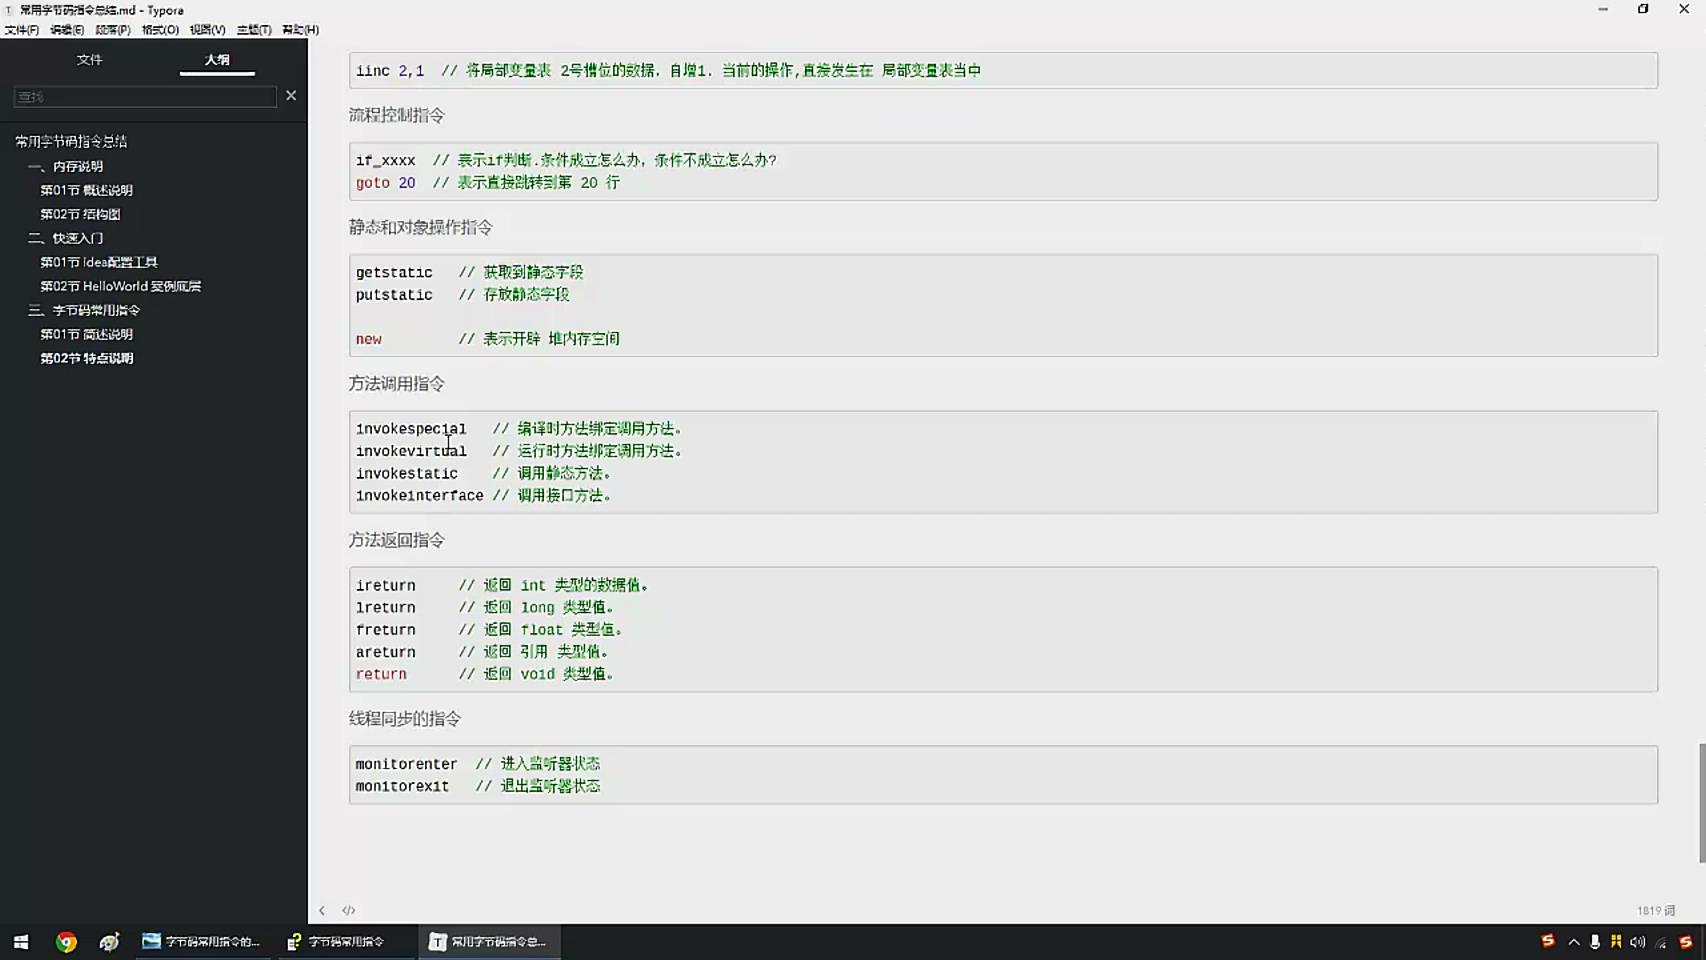 常用字节码指令总结.md - Typora
文件(F) 编辑(E) 段落(P) 格式(O) 视图(V) 主题(T) 帮助(H)
文件 大纲
查找
常用字节码指令总结
一、内存说明
第01节 概述说明
第02节 结构图
二、快速入门
第01节 Idea配置工具
第02节 HelloWorld 案例底层
三、字节码常用指令
第01节 简述说明
第02节 特点说明
iinc 2,1 // 将局部变量表 2号槽位的数据, 自增1. 当前的操作,直接发生在 局部变量表当中
流程控制指令
if_xxxx // 表示if判断.条件成立怎么办, 条件不成立怎么办?
goto 20 // 表示直接跳转到第 20 行
静态和对象操作指令
getstatic // 获取到静态字段
putstatic // 存放静态字段
new // 表示开辟 堆内存空间
方法调用指令
invokespecial // 编译时方法绑定调用方法。
invokevirtual // 运行时方法绑定调用方法。
invokestatic // 调用静态方法。
invokeinterface // 调用接口方法。
方法返回指令
ireturn // 返回 int 类型的数据值。
lreturn // 返回 long 类型值。
freturn // 返回 float 类型值。
areturn // 返回 引用 类型值。
return // 返回 void 类型值。
线程同步的指令
monitorenter // 进入监听器状态
monitorexit // 退出监听器状态
1819 词
字节码常用指令的... 字节码常用指令 常用字节码指令总...